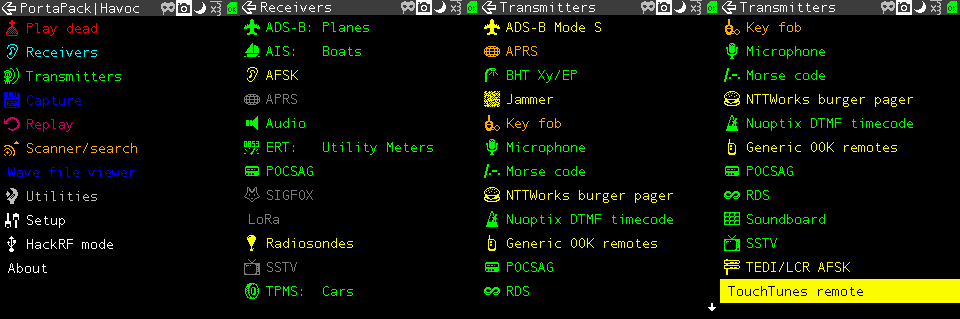 PortaPack|Havoc
Play dead
Receivers
Transmitters
Capture
Replay
Scanner/search
Wave file viewer
Utilities
Setup
HackRF mode
About
Receivers
ADS-B: Planes
AIS: Boats
AFSK
APRS
Audio
ERT: Utility Meters
POCSAG
SIGFOX
LoRa
Radiosondes
SSTV
TPMS: Cars
Transmitters
ADS-B Mode S
APRS
BHT Xy/EP
Jammer
Key fob
Microphone
Morse code
NTTWorks burger pager
Nuoptix DTMF timecode
Generic OOK remotes
POCSAG
RDS
Transmitters
Key fob
Microphone
Morse code
NTTWorks burger pager
Nuoptix DTMF timecode
Generic OOK remotes
POCSAG
RDS
Soundboard
SSTV
TEDI/LCR AFSK
TouchTunes remote